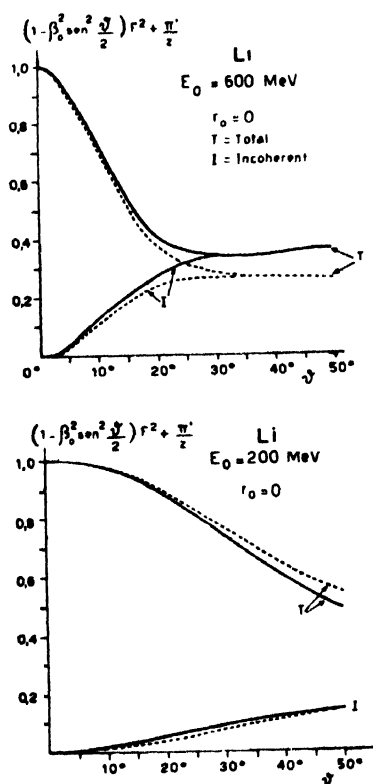 (1-β₀² sen² ϑ/2) F² + π'/z
Li
E₀ = 600 MeV
r₀ = 0
T = Total
I = Incoherent
1,0
0,8
0,6
0,4
0,2
T
I
0° 10° 20° 30° 40° 50°
ϑ
(1-β₀² sen² ϑ/2) F² + π'/z
Li
E₀ = 200 MeV
r₀ = 0
1,0
0,8
0,6
0,4
0,2
T
I
10° 20° 30° 40° 50°
ϑ